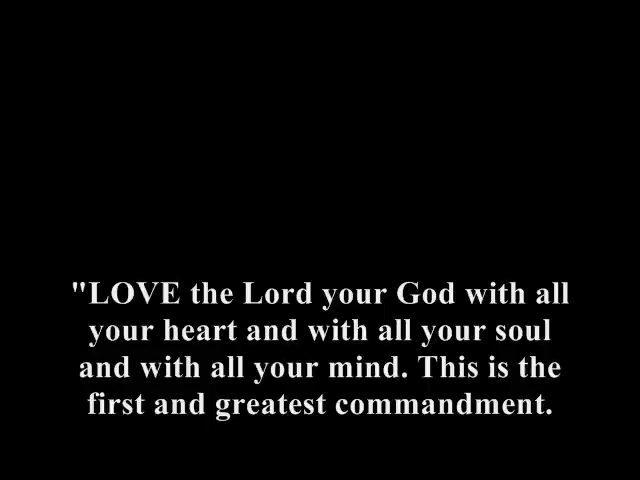 "LOVE the Lord your God with all
your heart and with all your soul
and with all your mind. This is the
first and greatest commandment.